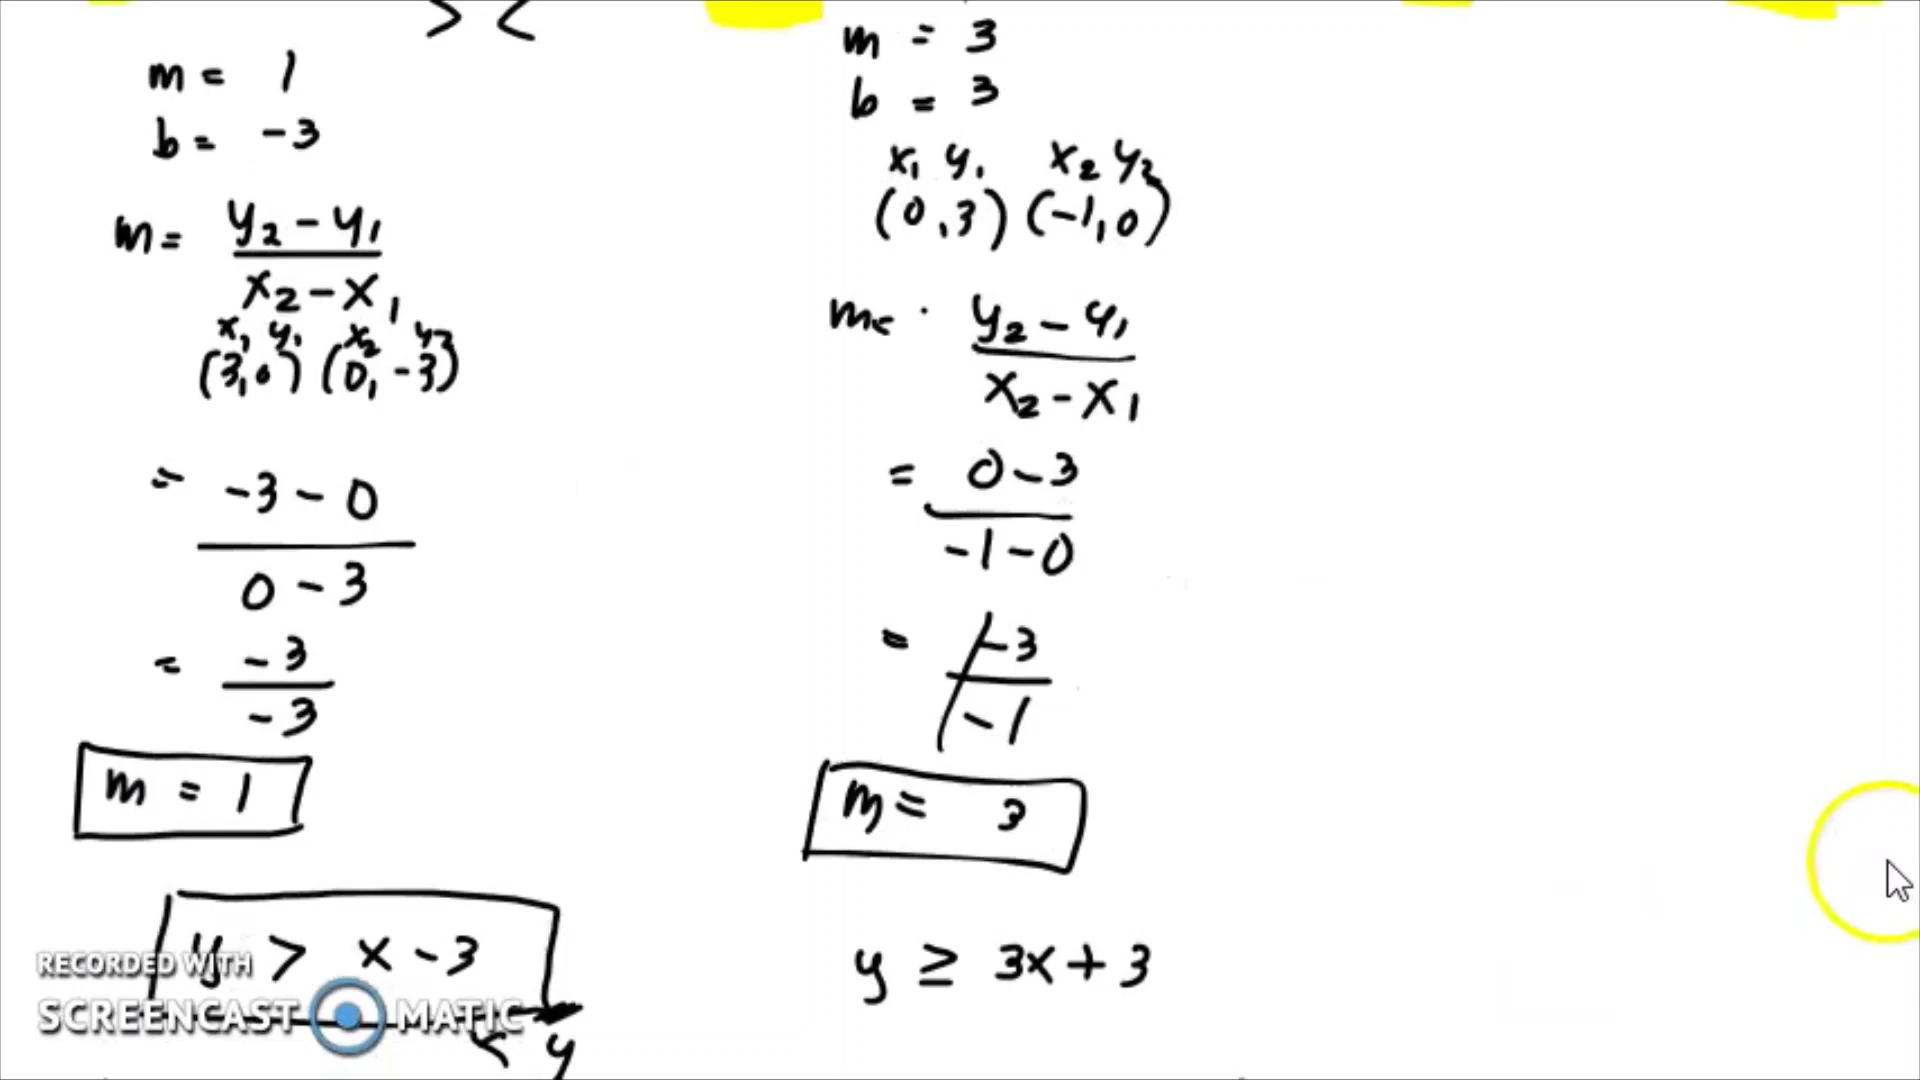 > <
m = 1
b = -3
m = y₂ - y₁
x₂ - x₁
x₁ y₁ x₂ y₂
(3,0) (0,-3)
= -3 - 0
0 - 3
= -3
-3
m = 1
y > x - 3
x y
m = 3
b = 3
x₁ y₁ x₂ y₂
(0,3) (-1,0)
m = y₂ - y₁
x₂ - x₁
= 0 - 3
-1 - 0
= -3
-1
m = 3
y ≥ 3x + 3
RECORDED WITH
SCREENCAST MATIC